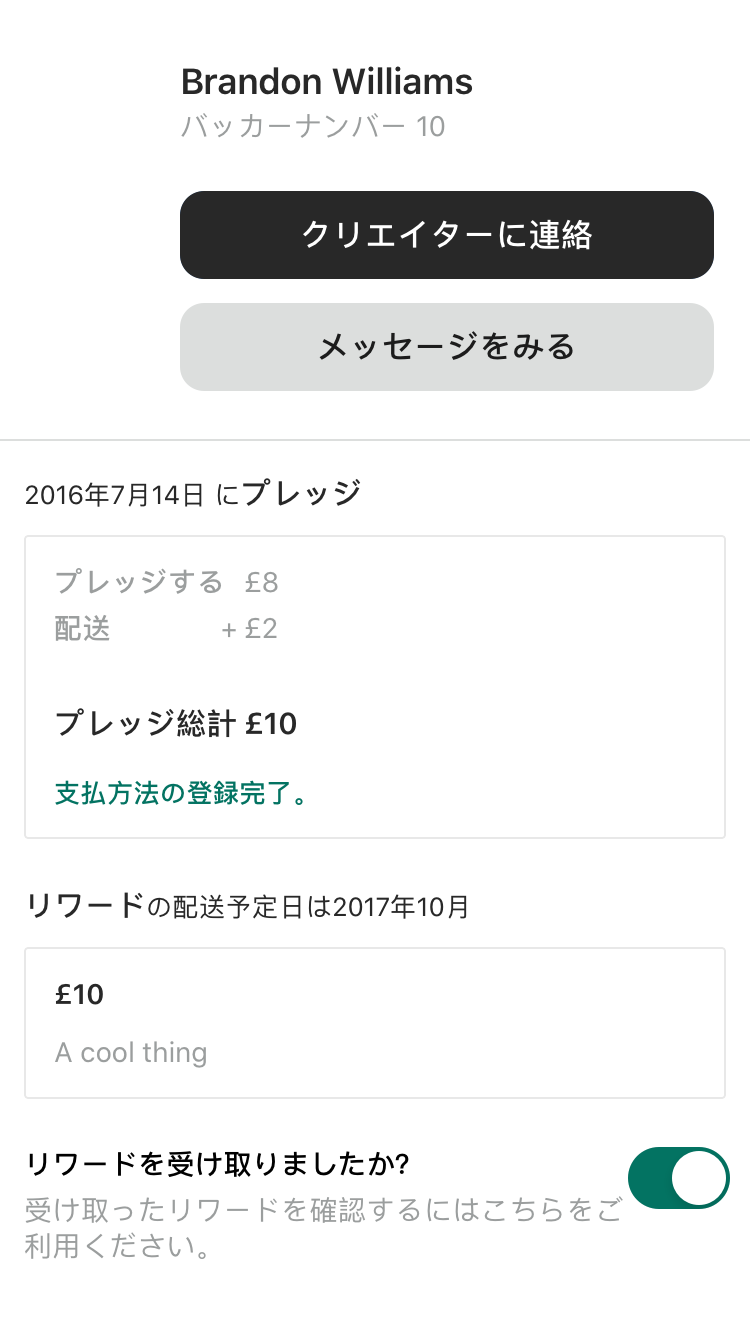 Brandon Williams
バッカーナンバー 10
クリエイターに連絡
メッセージをみる
2016年7月14日 にプレッジ
プレッジする £8
配送 + £2
プレッジ総計 £10
支払方法の登録完了。
リワードの配送予定日は2017年10月
£10
A cool thing
リワードを受け取りましたか?
受け取ったリワードを確認するにはこちらをご
利用ください。